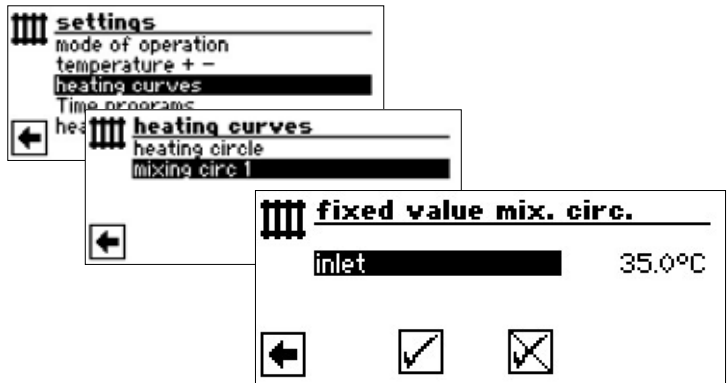 settings
mode of operation
temperature + −
heating curves
Time programs
hea
heating curves
heating circle
mixing circ 1
fixed value mix. circ.
inlet 35.0°C